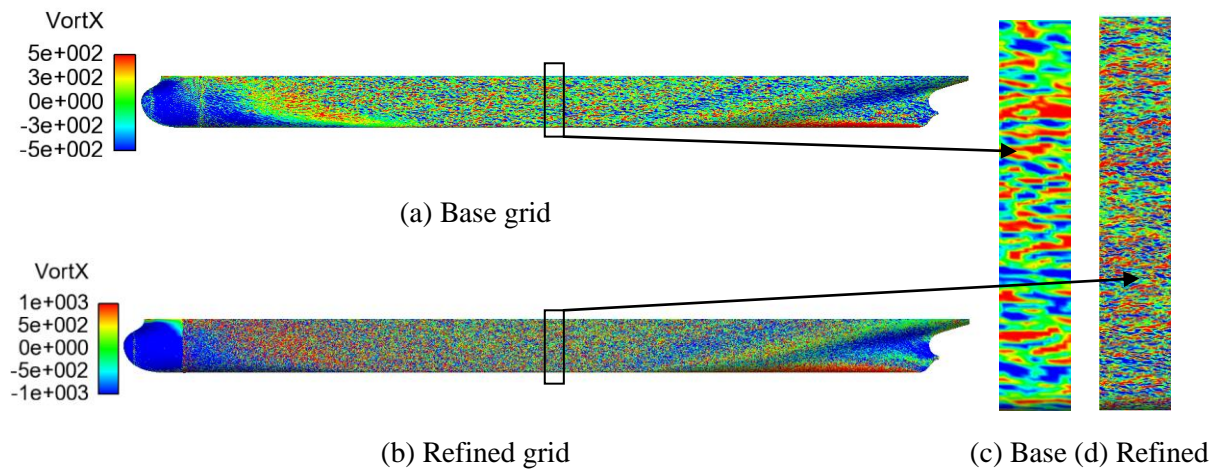 VortX
5e+002
3e+002
0e+000
-3e+002
-5e+002
(a) Base grid
VortX
1e+003
5e+002
0e+000
-5e+002
-1e+003
(b) Refined grid
(c) Base (d) Refined